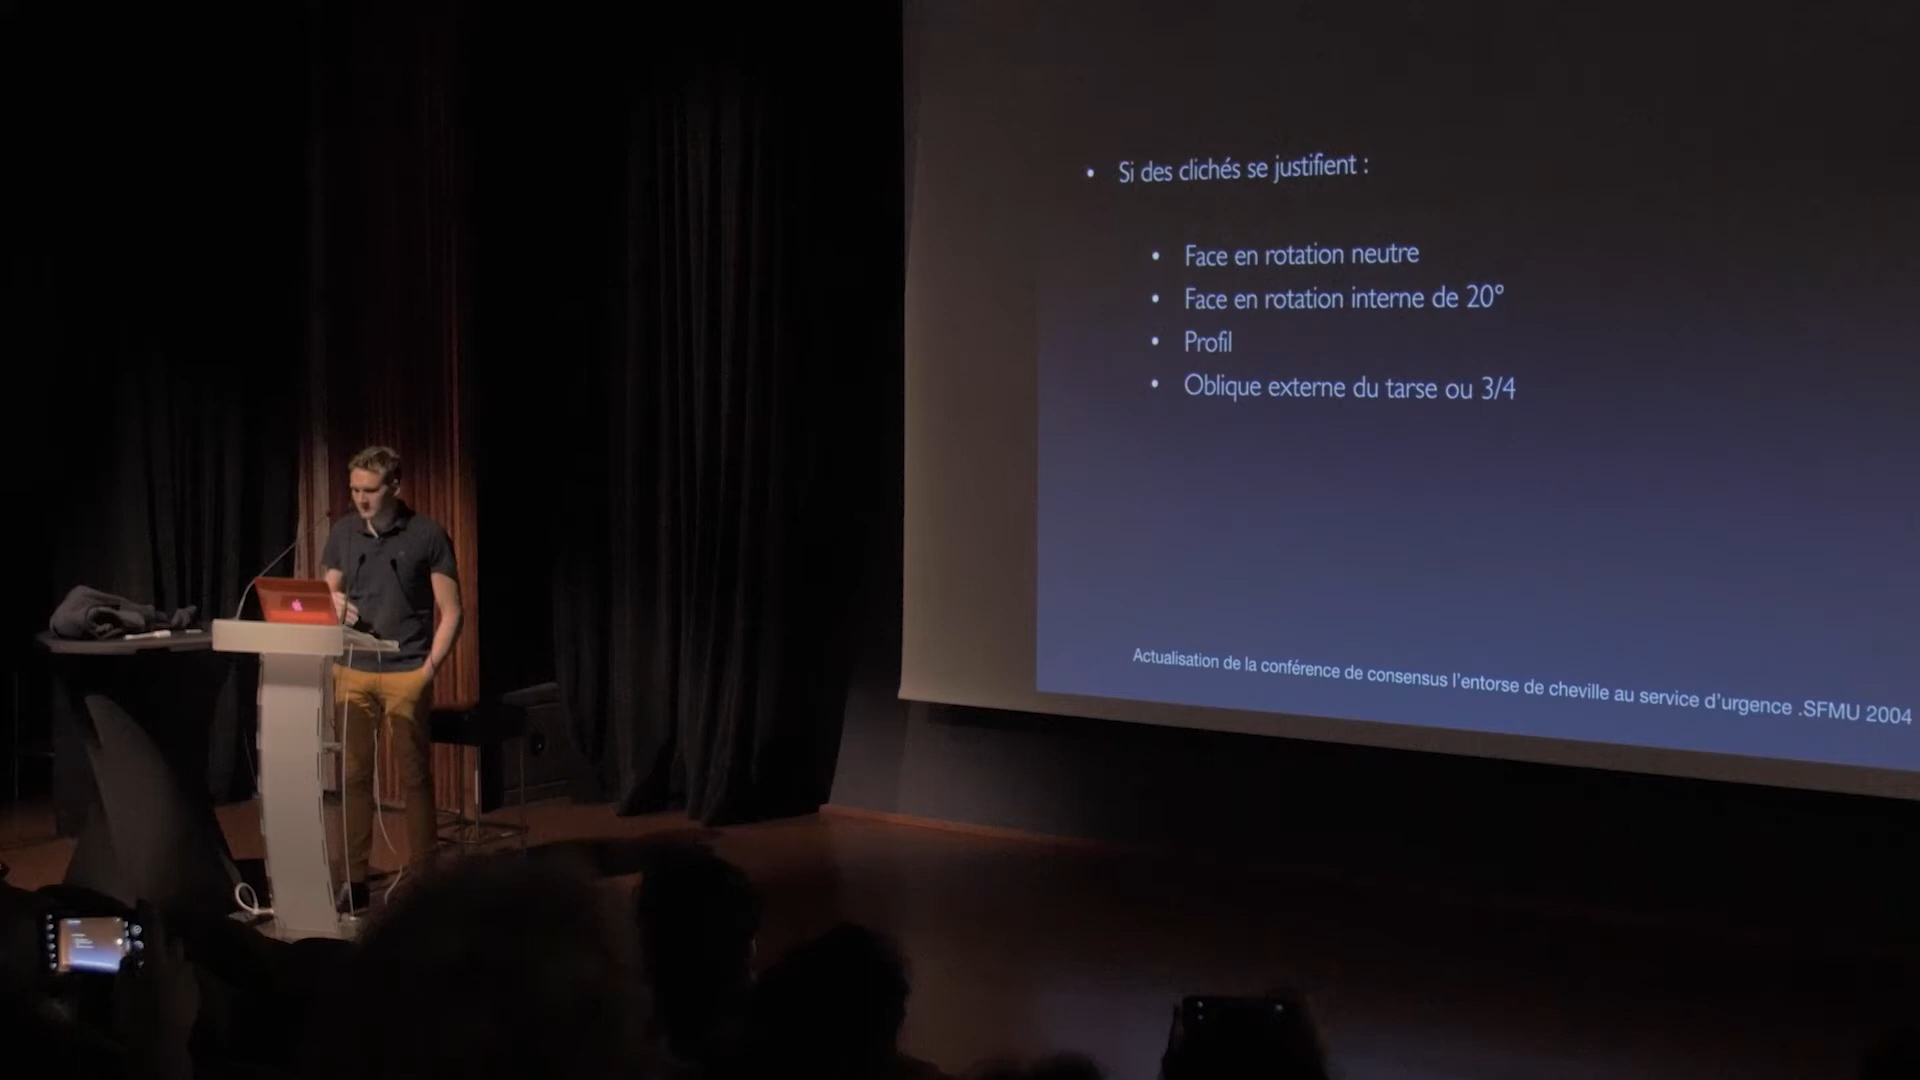 • Si des clichés se justifient :
• Face en rotation neutre
• Face en rotation interne de 20°
• Profil
• Oblique externe du tarse ou 3/4
Actualisation de la conférence de consensus l'entorse de cheville au service d'urgence .SFMU 2004